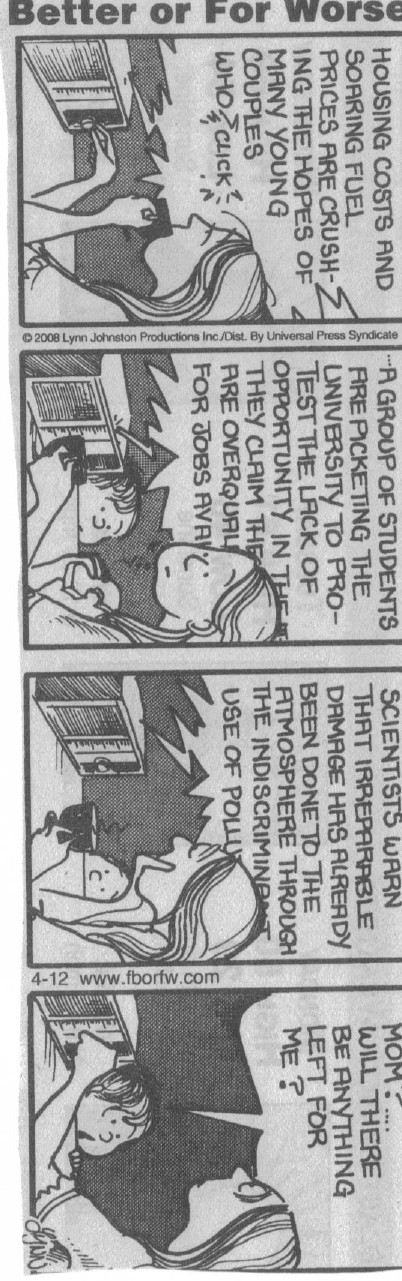 Better or For Worse
HOUSING COSTS AND
SOARING FUEL
PRICES ARE CRUSH-
ING THE HOPES OF
MANY YOUNG
COUPLES
WHO CLICK
© 2008 Lynn Johnston Productions Inc./Dist. By Universal Press Syndicate
...A GROUP OF STUDENTS
ARE PICKETING THE
UNIVERSITY TO PRO-
TEST THE LACK OF
OPPORTUNITY IN
THEY CLAIM
ARE
FOR JOBS
SCIENTISTS WARN
THAT IRREPARABLE
DAMAGE HAS ALREADY
BEEN DONE TO THE
ATMOSPHERE THROUGH
THE
USE OF
4-12 www.fborfw.com
MOM?....
WILL THERE
BE ANYTHING
LEFT FOR
ME?